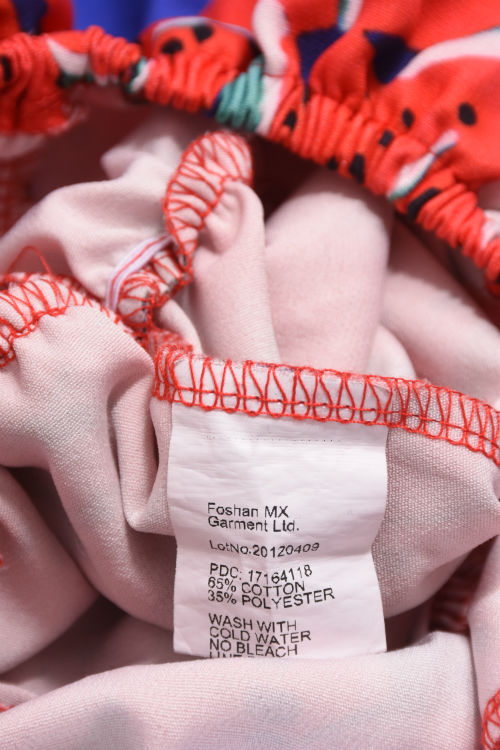 Foshan MX
Garment Ltd.
LotNo.20120409
PDC: 17164118
65% COTTON
35% POLYESTER
WASH WITH
COLD WATER
NO BLEACH